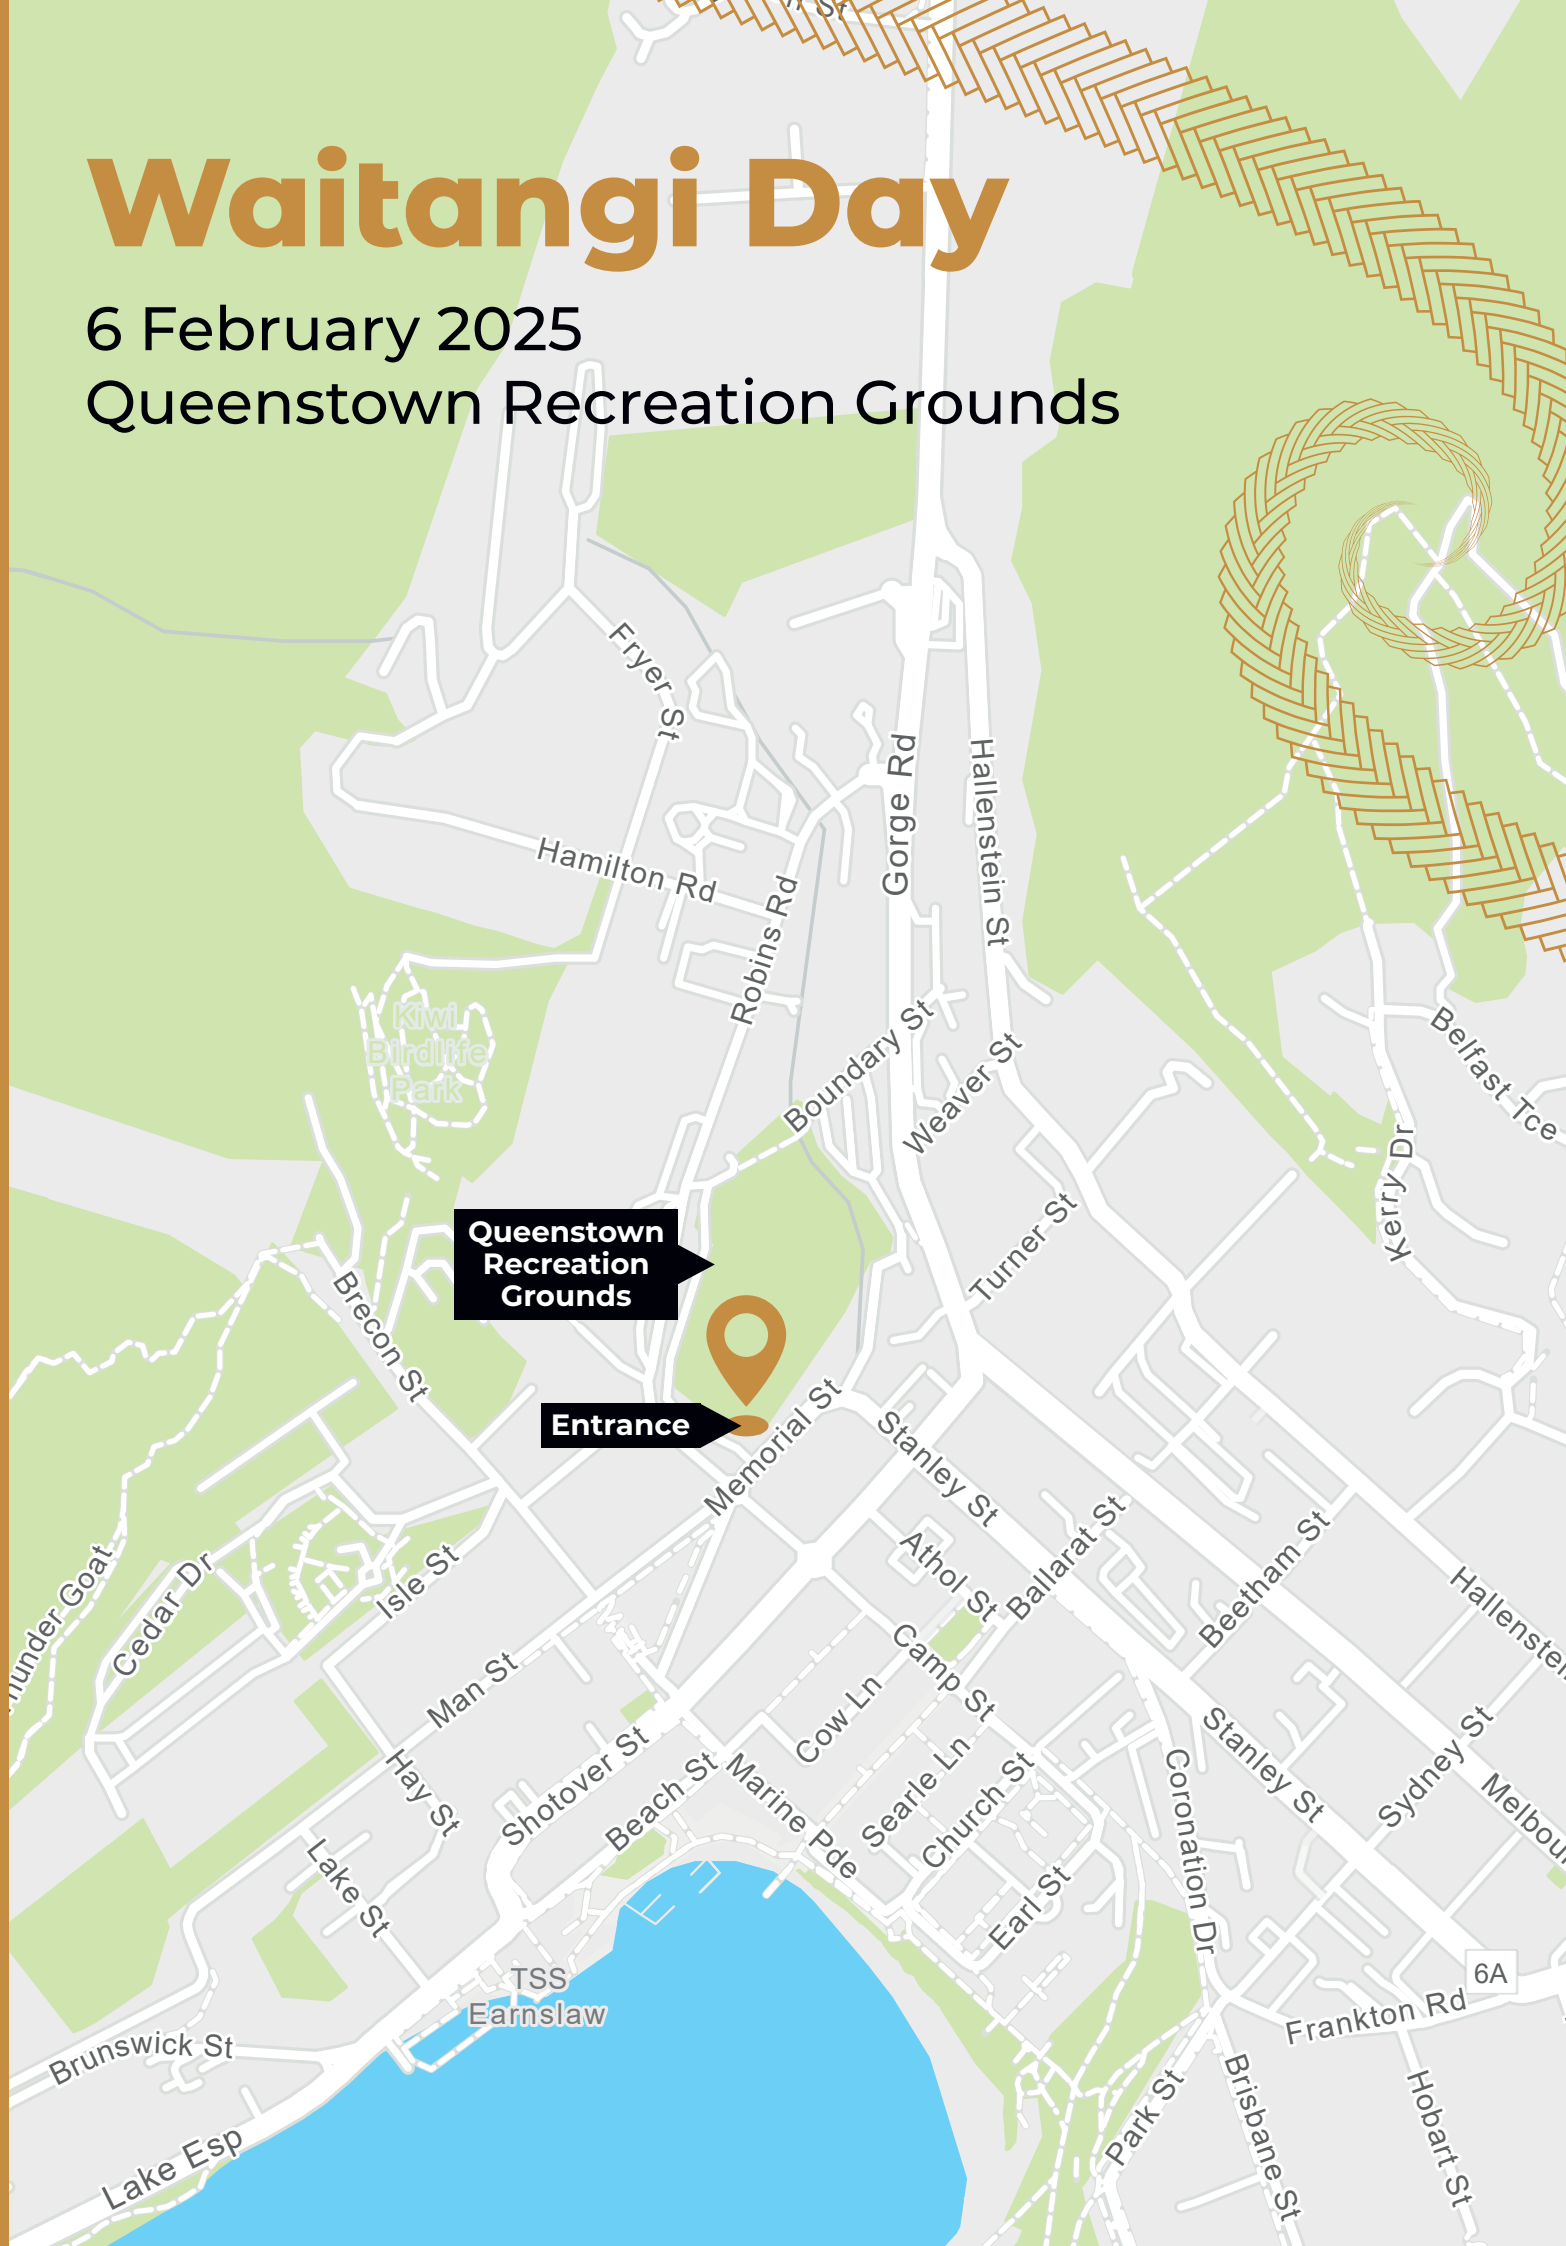 Waitangi Day
6 February 2025
Queenstown Recreation Grounds
Fryer St
Gorge Rd
Hallenstein St
Hamilton Rd
Robins Rd
Kiwi
Birdlife
Park
Boundary St
Weaver St
Belfast Tce
Kerry Dr
Turner St
Queenstown
Recreation
Grounds
Brecon St
Entrance
Memorial St
Stanley St
Athol St
Ballarat St
Beetham St
Cedar Dr
Isle St
Man St
Camp St
Cow Ln
Searle Ln
Church St
Earl St
Hay St
Shotover St
Beach St
Marine Pde
Coronation Dr
Stanley St
Sydney St
Lake St
TSS
Earnslaw
6A
Frankton Rd
Brunswick St
Lake Esp
Park St
Brisbane St
Hobart St